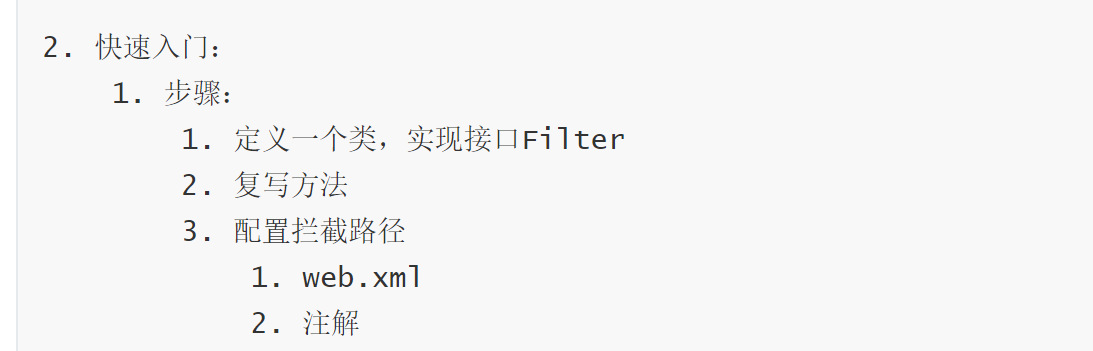 2. 快速入门：
1. 步骤：
1. 定义一个类，实现接口Filter
2. 复写方法
3. 配置拦截路径
1. web.xml
2. 注解